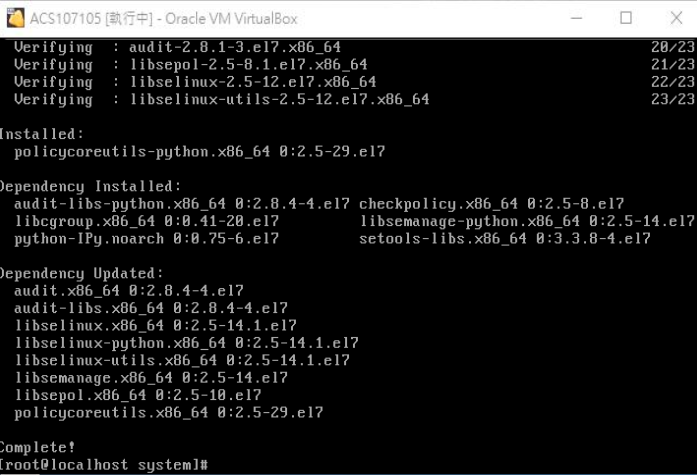 ACS107105 [執行中] - Oracle VM VirtualBox
Verifying : audit-2.8.1-3.el7.x86_64 20/23
Verifying : libsepol-2.5-8.1.el7.x86_64 21/23
Verifying : libselinux-2.5-12.el7.x86_64 22/23
Verifying : libselinux-utils-2.5-12.el7.x86_64 23/23
Installed:
policycoreutils-python.x86_64 0:2.5-29.el7
Dependency Installed:
audit-libs-python.x86_64 0:2.8.4-4.el7 checkpolicy.x86_64 0:2.5-8.el7
libcgroup.x86_64 0:0.41-20.el7 libsemanage-python.x86_64 0:2.5-14.el7
python-IPy.noarch 0:0.75-6.el7 setools-libs.x86_64 0:3.3.8-4.el7
Dependency Updated:
audit.x86_64 0:2.8.4-4.el7
audit-libs.x86_64 0:2.8.4-4.el7
libselinux.x86_64 0:2.5-14.1.el7
libselinux-python.x86_64 0:2.5-14.1.el7
libselinux-utils.x86_64 0:2.5-14.1.el7
libsemanage.x86_64 0:2.5-14.el7
libsepol.x86_64 0:2.5-10.el7
policycoreutils.x86_64 0:2.5-29.el7
Complete!
[root@localhost system]#